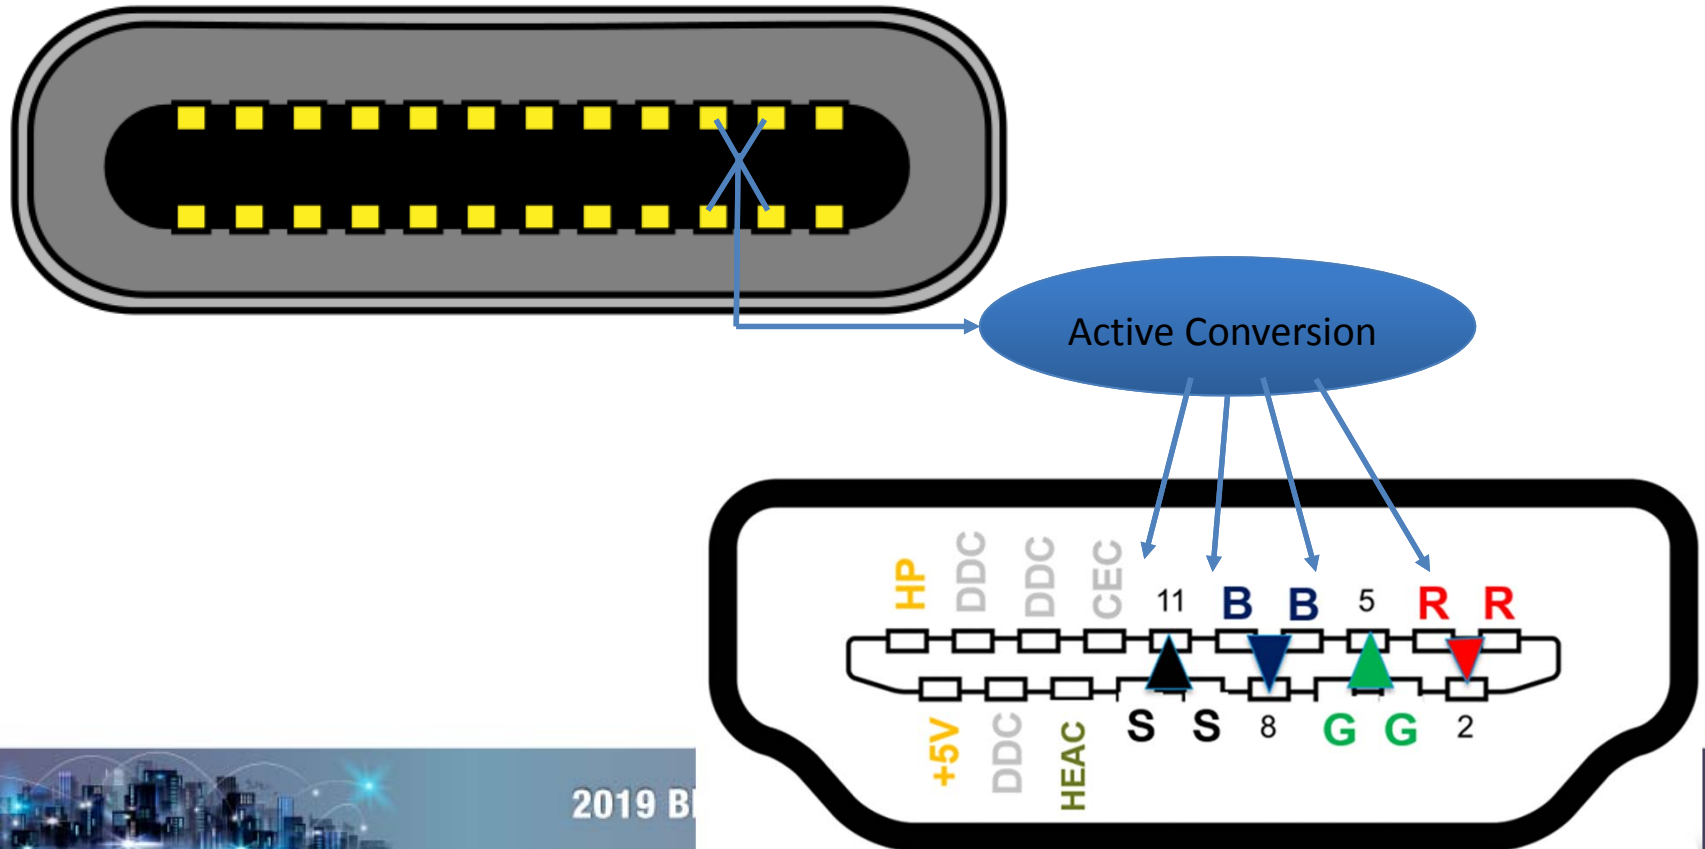 Active Conversion
HP DDC DDC CEC 11 B B 5 R R
+5V DDC HEAC S S 8 G G 2
2019